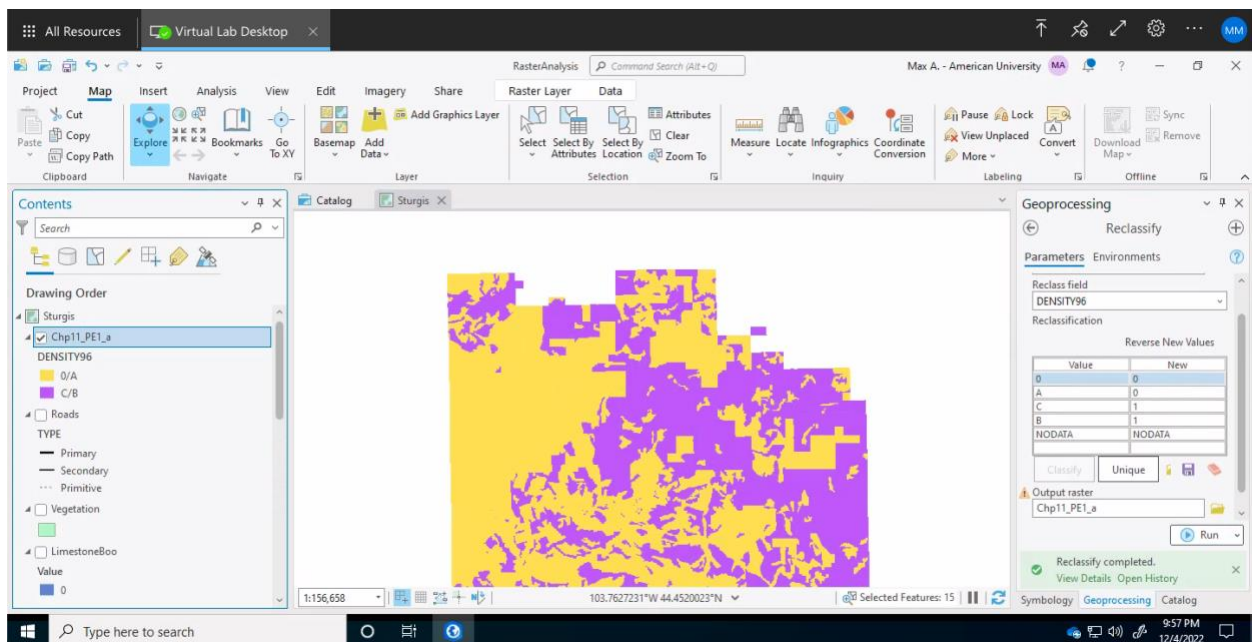 All Resources
Virtual Lab Desktop
MM
RasterAnalysis
Command Search (Alt+Q)
Max A. - American University
MA
?
Project Map Insert Analysis View Edit Imagery Share Raster Layer Data
Paste
Cut
Copy
Copy Path
Clipboard
Explore
Bookmarks
Go To XY
Navigate
Basemap
Add Data
Add Graphics Layer
Layer
Select
Select By Attributes
Select By Location
Attributes
Clear
Zoom To
Selection
Measure
Locate
Infographics
Coordinate Conversion
Inquiry
Pause
Lock
View Unplaced
More
Convert
Labeling
Download Map
Sync
Remove
Offline
Contents
Search
Drawing Order
Sturgis
Chp11_PE1_a
DENSITY96
0/A
C/B
Roads
TYPE
Primary
Secondary
Primitive
Vegetation
LimestoneBoo
Value
0
Catalog
Sturgis
1:156,658
103.7627231°W 44.4520023°N
Selected Features: 15
Geoprocessing
Reclassify
Parameters Environments
Reclass field
DENSITY96
Reclassification
Reverse New Values
Value New
0 0
A 0
C 1
B 1
NODATA NODATA
Classify
Unique
Output raster
Chp11_PE1_a
Run
Reclassify completed.
View Details Open History
Symbology Geoprocessing Catalog
Type here to search
9:57 PM
12/4/2022